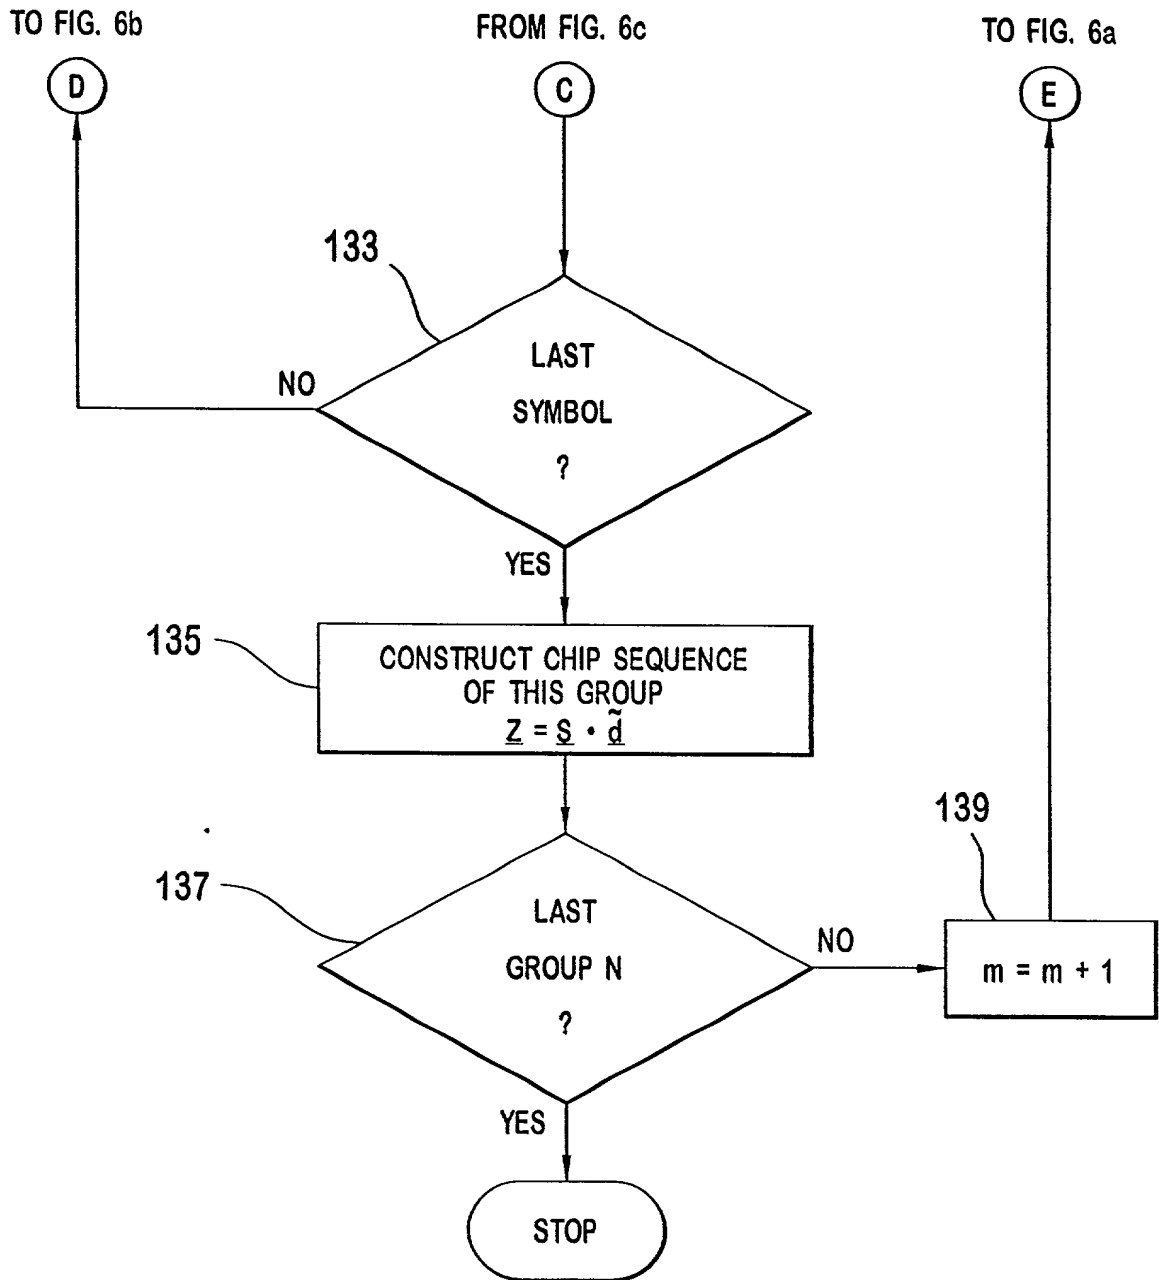 TO FIG. 6b
FROM FIG. 6c
TO FIG. 6a
D
C
E
133
LAST
SYMBOL
?
NO
YES
135
CONSTRUCT CHIP SEQUENCE
OF THIS GROUP
Z = S · d̃
137
LAST
GROUP N
?
NO
139
m = m + 1
YES
STOP